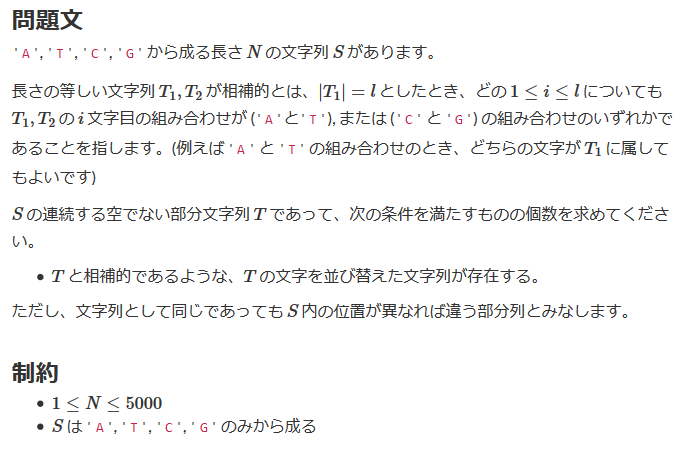 問題文
'A', 'T', 'C', 'G' から成る長さ N の文字列 S があります。
長さの等しい文字列 T₁, T₂ が相補的とは、|T₁| = l としたとき、どの 1 ≤ i ≤ l についても
T₁, T₂ の i 文字目の組み合わせが ('A' と 'T'), または ('C' と 'G') の組み合わせのいずれかで
あることを指します。(例えば 'A' と 'T' の組み合わせのとき、どちらの文字が T₁ に属して
もよいです)
S の連続する空でない部分文字列 T であって、次の条件を満たすものの個数を求めてくださ
い。
• T と相補的であるような、T の文字を並び替えた文字列が存在する。
ただし、文字列として同じであっても S 内の位置が異なれば違う部分列とみなします。
制約
• 1 ≤ N ≤ 5000
• S は 'A', 'T', 'C', 'G' のみから成る